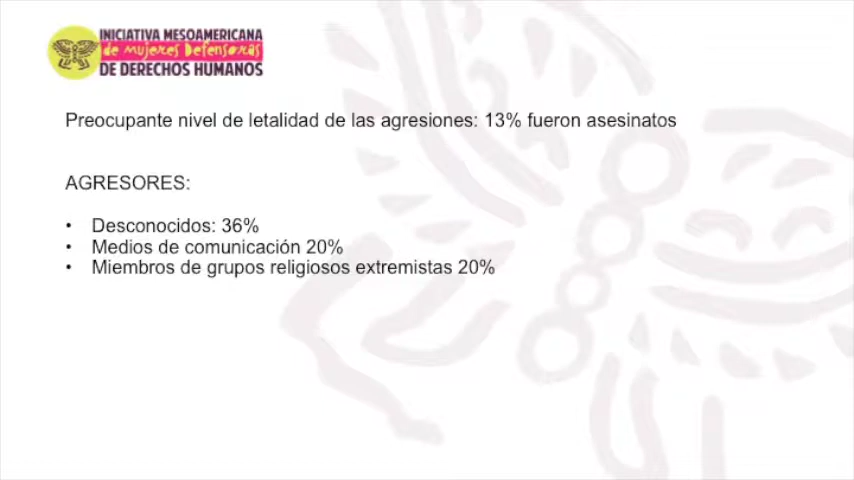 INICIATIVA MESOAMERICANA
de mujeres Defensoras
DE DERECHOS HUMANOS
Preocupante nivel de letalidad de las agresiones: 13% fueron asesinatos
AGRESORES:
• Desconocidos: 36%
• Medios de comunicación 20%
• Miembros de grupos religiosos extremistas 20%